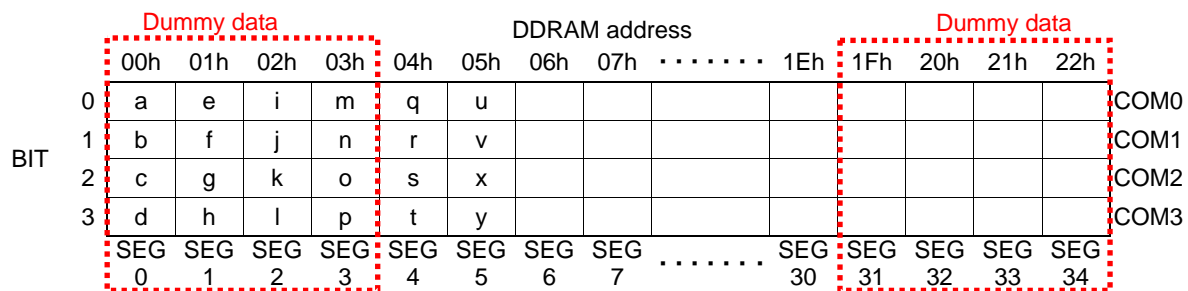 Dummy data DDRAM address Dummy data
00h 01h 02h 03h 04h 05h 06h 07h ······· 1Eh 1Fh 20h 21h 22h
0 a e i m q u COM0
1 b f j n r v COM1
BIT
2 c g k o s x COM2
3 d h l p t y COM3
SEG SEG SEG SEG SEG SEG SEG SEG ······· SEG SEG SEG SEG SEG
0 1 2 3 4 5 6 7 30 31 32 33 34